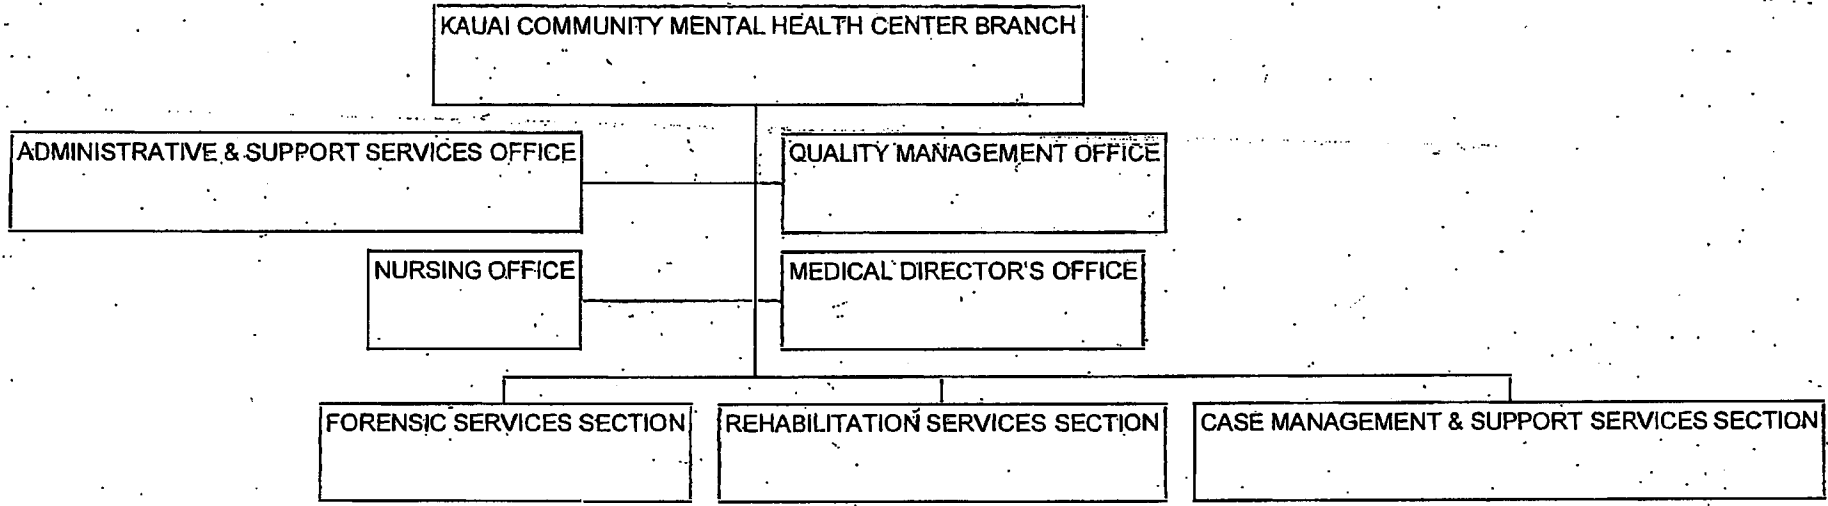 KAUAI COMMUNITY MENTAL HEALTH CENTER BRANCH
ADMINISTRATIVE & SUPPORT SERVICES OFFICE
QUALITY MANAGEMENT OFFICE
NURSING OFFICE
MEDICAL DIRECTOR'S OFFICE
FORENSIC SERVICES SECTION
REHABILITATION SERVICES SECTION
CASE MANAGEMENT & SUPPORT SERVICES SECTION